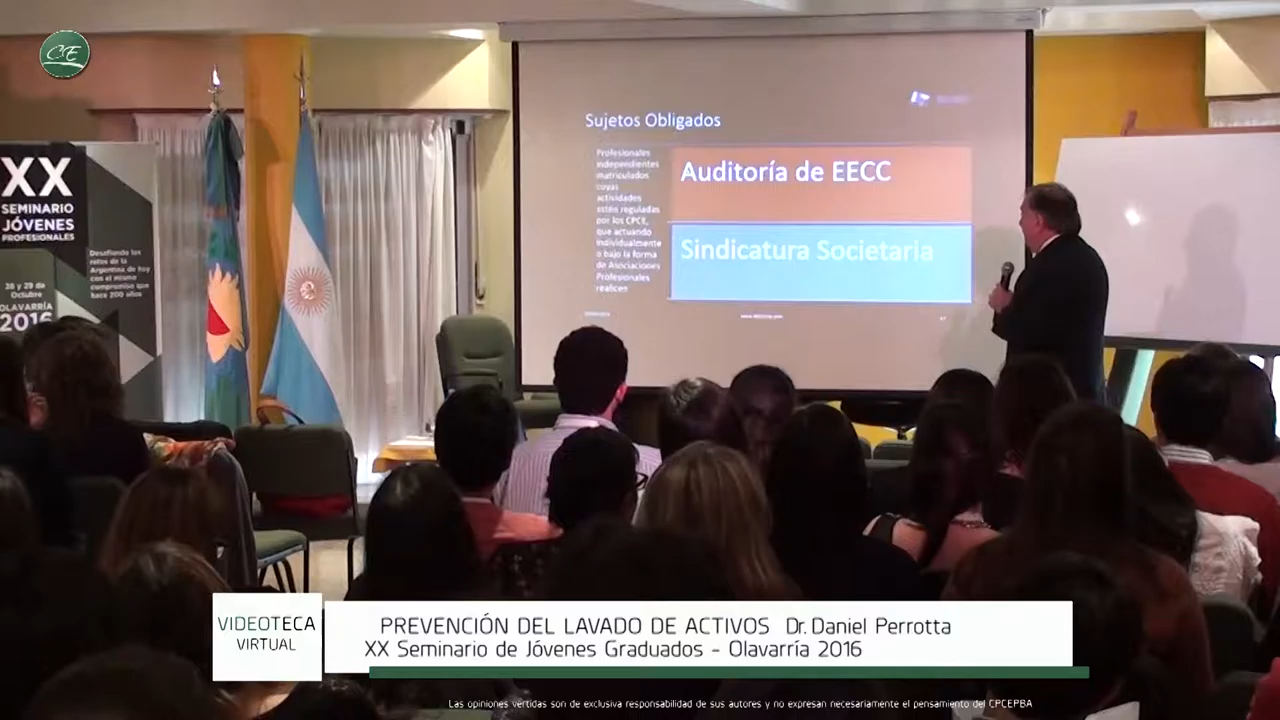 CE
XX
SEMINARIO
JÓVENES
PROFESIONALES
Desafiando los
retos de la
Argentina de hoy
con el mismo
compromiso que
hace 200 años
28 y 29 de
Octubre
OLAVARRÍA
2016
Sujetos Obligados
Profesionales
independientes
matriculados
cuyas
actividades
estén reguladas
por los CPCE,
que actuando
individualmente
o bajo la forma
de Asociaciones
Profesionales
realicen
Auditoría de EECC
Sindicatura Societaria
VIDEOTECA
VIRTUAL
PREVENCIÓN DEL LAVADO DE ACTIVOS Dr. Daniel Perrotta
XX Seminario de Jóvenes Graduados - Olavarría 2016
Las opiniones vertidas son de exclusiva responsabilidad de sus autores y no expresan necesariamente el pensamiento del CPCEPBA